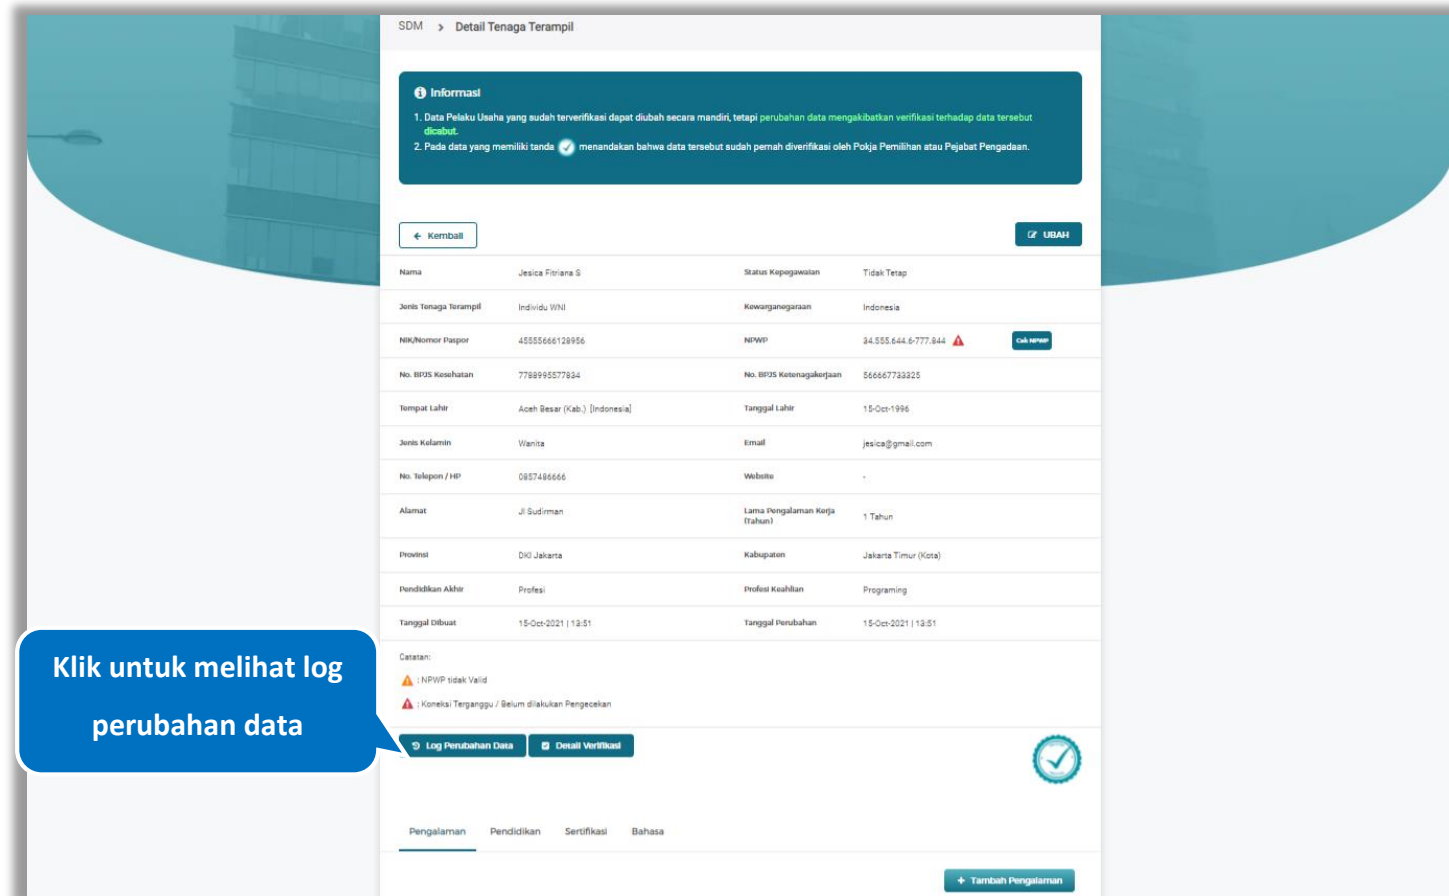 SDM > Detail Tenaga Terampil
Informasi
1. Data Pelaku Usaha yang sudah terverifikasi dapat diubah secara mandiri, tetapi perubahan data mengakibatkan verifikasi terhadap data tersebut
dicabut.
2. Pada data yang memiliki tanda menandakan bahwa data tersebut sudah pernah diverifikasi oleh Pokja Pemilihan atau Pejabat Pengadaan.
Kembali UBAH
Nama Jesica Fitriana S Status Kepegawaian Tidak Tetap
Jenis Tenaga Terampil Individu WNI Kewarganegaraan Indonesia
NIK/Nomor Paspor 45555666128956 NPWP 34.555.644.6-777.844 Cek NPWP
No. BPJS Kesehatan 7788995577834 No. BPJS Ketenagakerjaan 566667733325
Tempat Lahir Aceh Besar (Kab.) [Indonesia] Tanggal Lahir 15-Oct-1996
Jenis Kelamin Wanita Email jesica@gmail.com
No. Telepon / HP 0857486666 Website -
Alamat Jl Sudirman Lama Pengalaman Kerja
(Tahun) 1 Tahun
Provinsi DKI Jakarta Kabupaten Jakarta Timur (Kota)
Pendidikan Akhir Profesi Profesi Keahlian Programing
Tanggal Dibuat 15-Oct-2021 | 13:51 Tanggal Perubahan 15-Oct-2021 | 13:51
Catatan:
: NPWP tidak Valid
: Koneksi Terganggu / Belum dilakukan Pengecekan
Klik untuk melihat log
perubahan data
Log Perubahan Data Detail Verifikasi
Pengalaman Pendidikan Sertifikasi Bahasa
+ Tambah Pengalaman